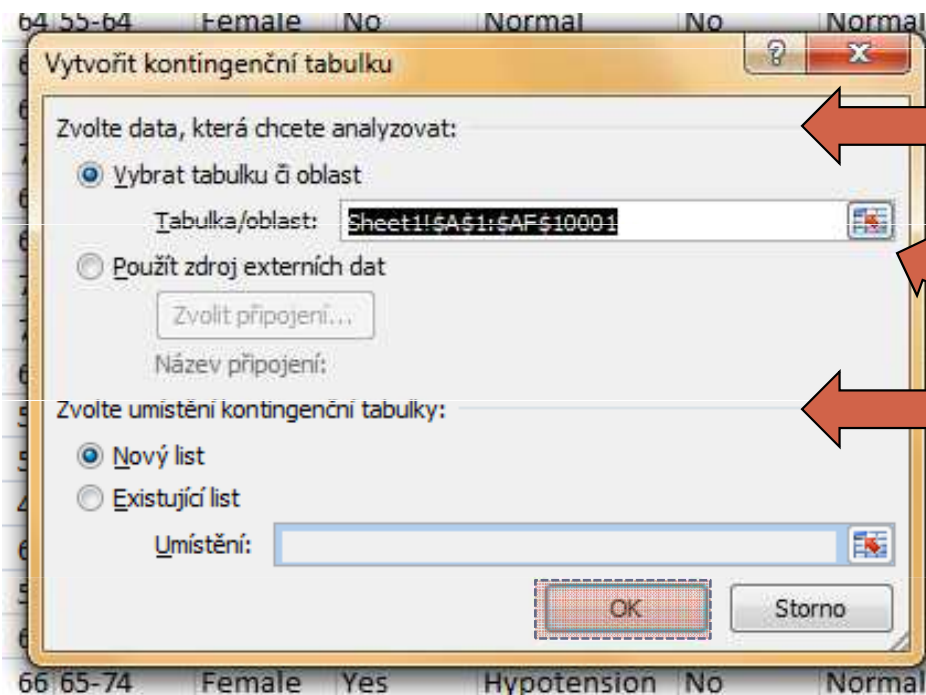 64 55-64 Female No Normal No Normal
Vytvořit kontingenční tabulku
Zvolte data, která chcete analyzovat:
Vybrat tabulku či oblast
Tabulka/oblast: Sheet1!$A$1:$AF$10001
Použít zdroj externích dat
Zvolit připojení...
Název připojení:
Zvolte umístění kontingenční tabulky:
Nový list
Existující list
Umístění:
OK Storno
66 65-74 Female Yes Hypotension No Normal